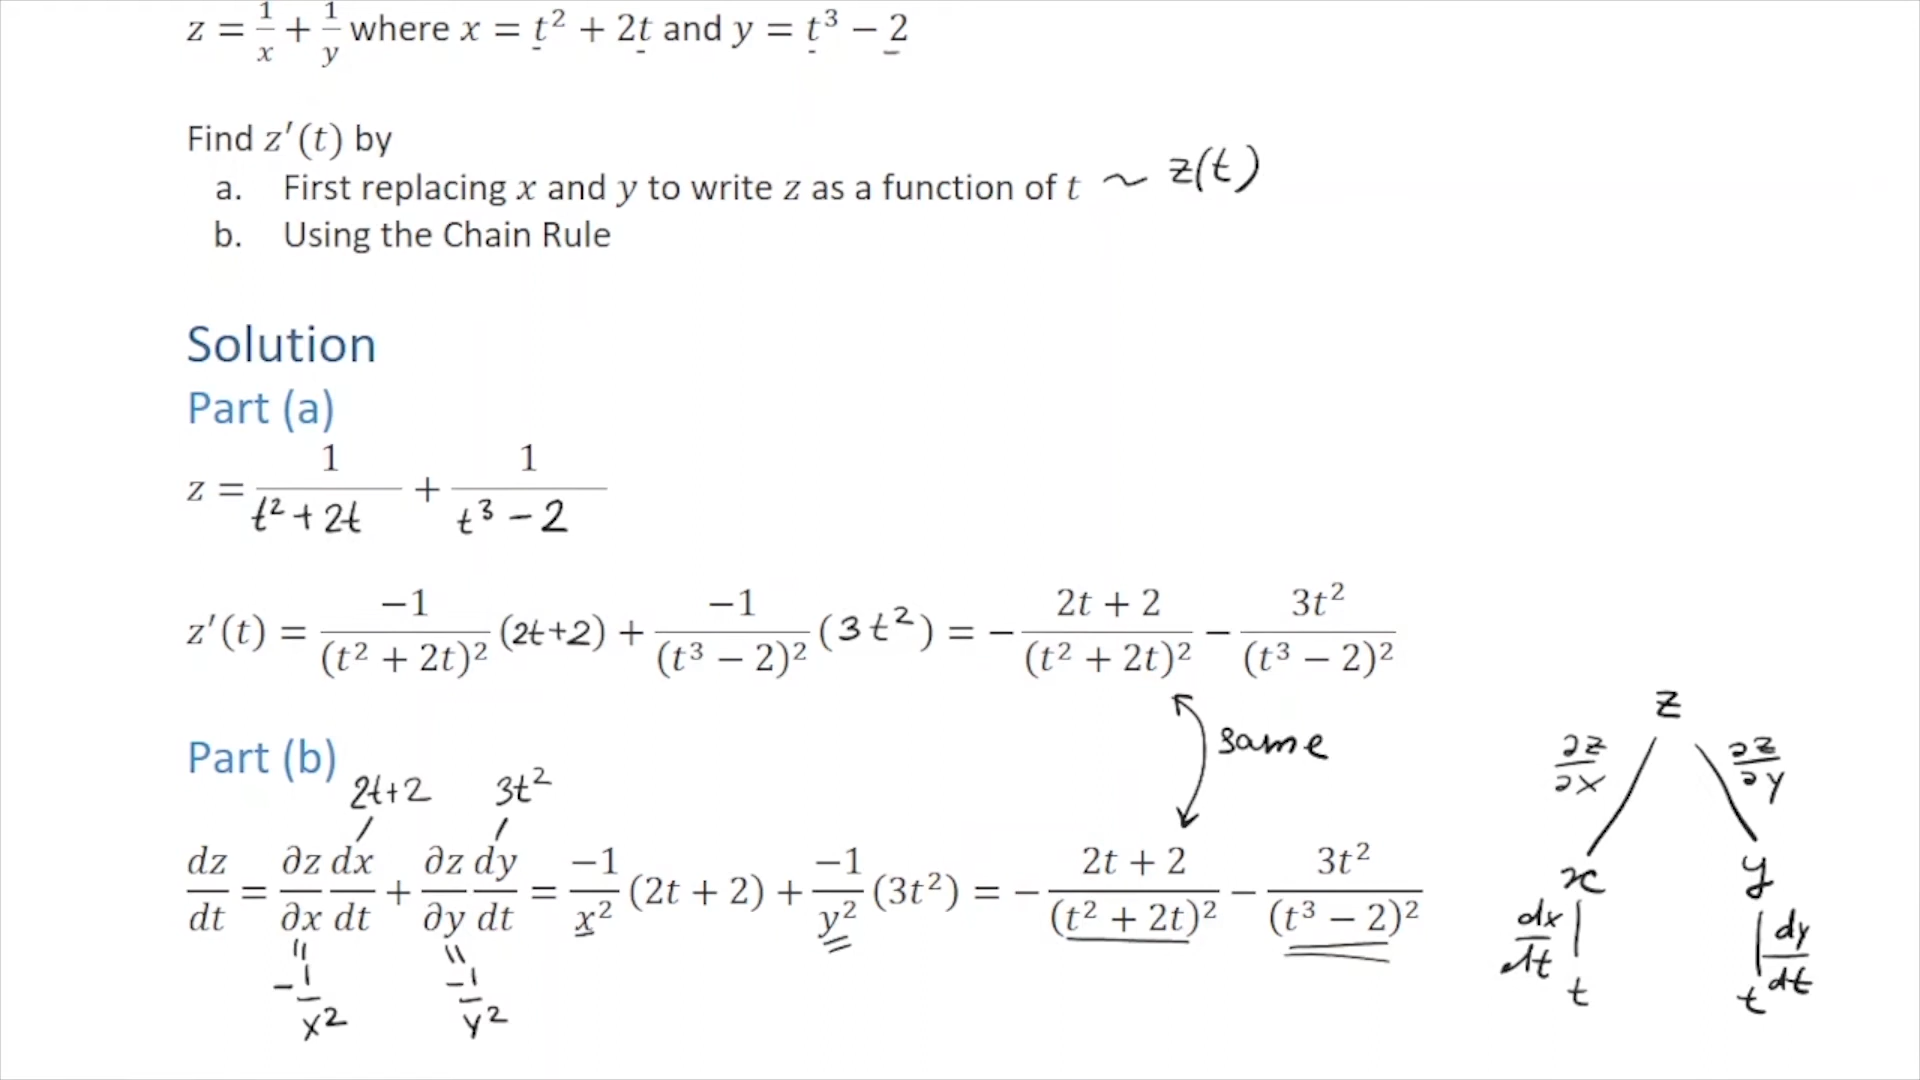 z = 1/x + 1/y where x = t² + 2t and y = t³ − 2
Find z′(t) by
a. First replacing x and y to write z as a function of t ~ z(t)
b. Using the Chain Rule
Solution
Part (a)
z = 1/(t² + 2t) + 1/(t³ − 2)
z′(t) = −1/(t² + 2t)² (2t+2) + −1/(t³ − 2)² (3t²) = − (2t + 2)/(t² + 2t)² − 3t²/(t³ − 2)²
same
Part (b)
2t+2 3t²
dz/dt = ∂z/∂x dx/dt + ∂z/∂y dy/dt = −1/x² (2t + 2) + −1/y² (3t²) = − (2t + 2)/(t² + 2t)² − 3t²/(t³ − 2)²
= −1/x² = −1/y²
z
∂z/∂x ∂z/∂y
x y
dx/dt dy/dt
t t